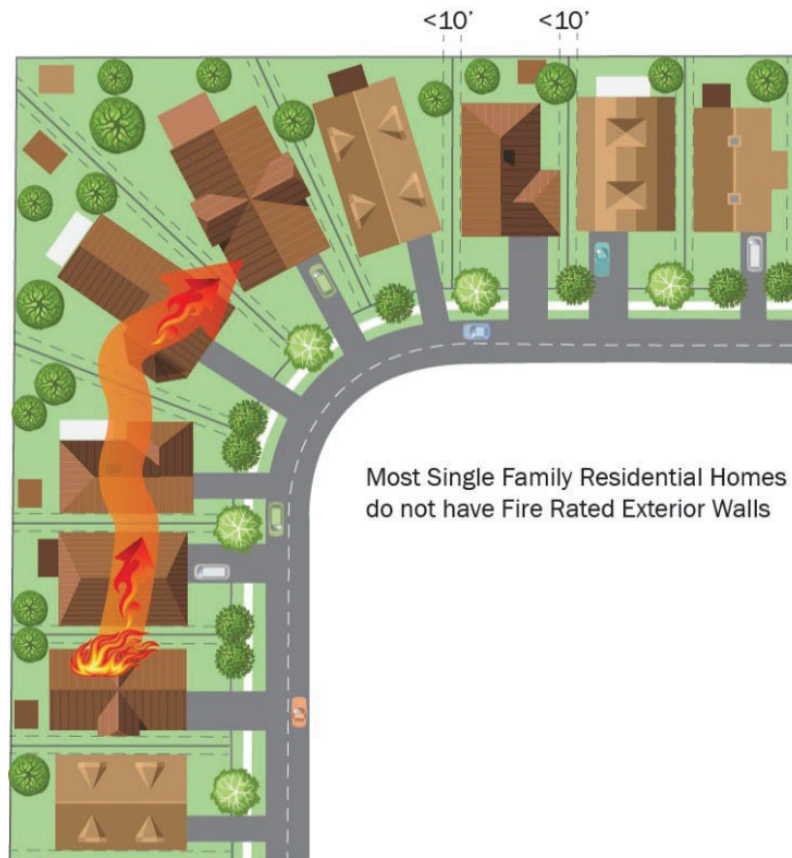 <10’ <10’
Most Single Family Residential Homes
do not have Fire Rated Exterior Walls